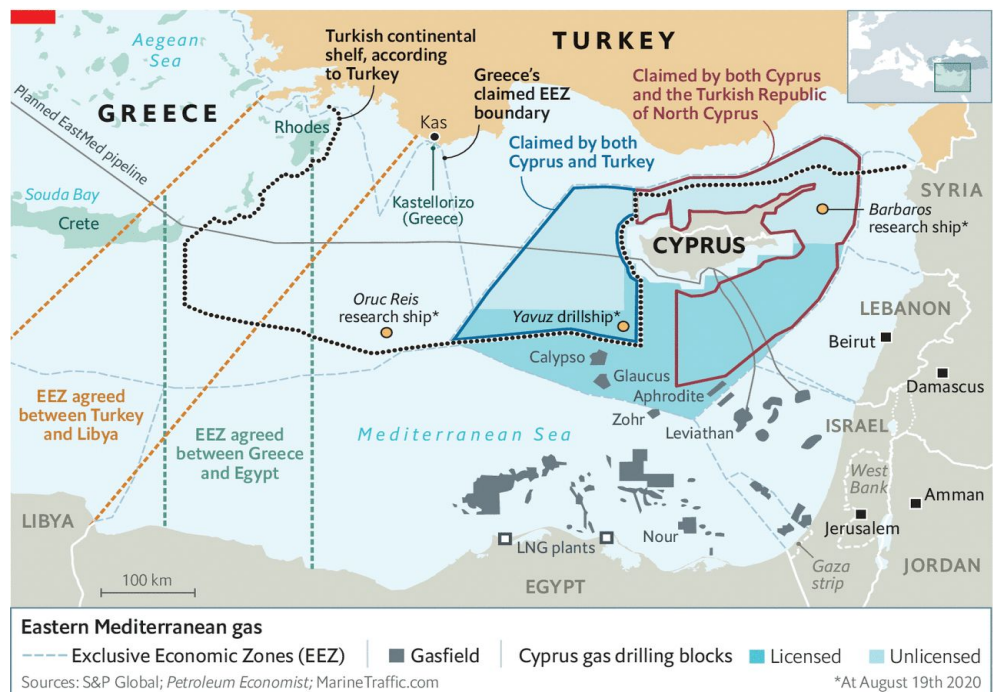 Aegean
Sea
Turkish continental
shelf, according
to Turkey
TURKEY
Greece's
claimed EEZ
boundary
Claimed by both Cyprus
and the Turkish Republic
of North Cyprus
Planned EastMed pipeline
GREECE
Rhodes
Kas
Claimed by both
Cyprus and Turkey
Souda Bay
Crete
Kastellorizo
(Greece)
SYRIA
Barbaros
research ship*
CYPRUS
Oruc Reis
research ship*
Yavuz drillship*
LEBANON
Beirut
Calypso
Glaucus
Aphrodite
Damascus
Zohr
Leviathan
EEZ agreed
between Turkey
and Libya
EEZ agreed
between Greece
and Egypt
Mediterranean Sea
ISRAEL
West
Bank
Amman
LIBYA
Jerusalem
LNG plants
Nour
Gaza
strip
JORDAN
100 km
EGYPT
Eastern Mediterranean gas
Exclusive Economic Zones (EEZ)
Gasfield
Cyprus gas drilling blocks
Licensed
Unlicensed
Sources: S&P Global; Petroleum Economist; MarineTraffic.com
*At August 19th 2020